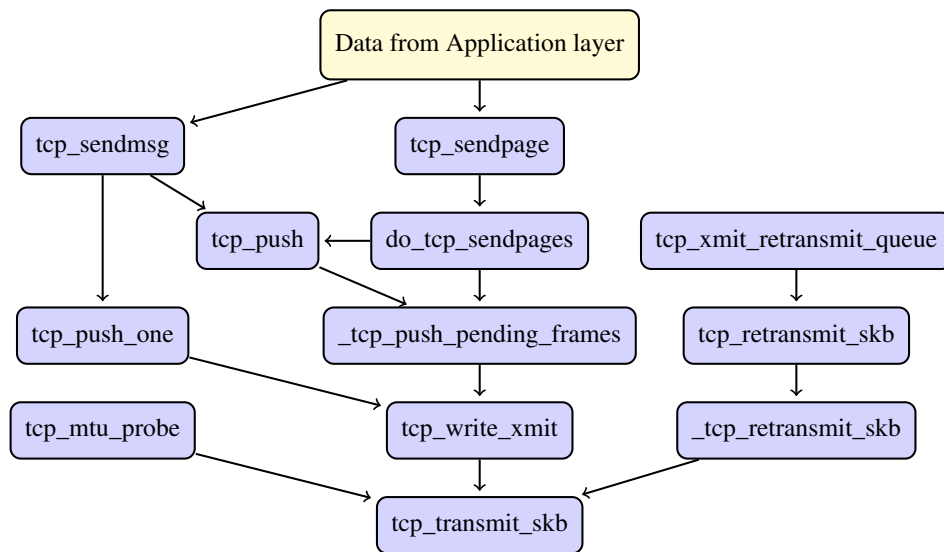 Data from Application layer
tcp_sendmsg
tcp_sendpage
tcp_push
do_tcp_sendpages
tcp_xmit_retransmit_queue
tcp_push_one
_tcp_push_pending_frames
tcp_retransmit_skb
tcp_mtu_probe
tcp_write_xmit
_tcp_retransmit_skb
tcp_transmit_skb